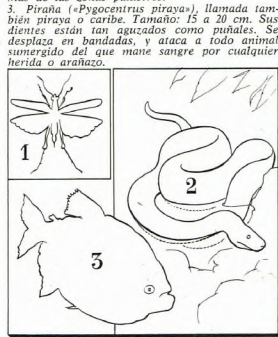 3. Piraña («Pygocentrus piraya»), llamada tam-
bién piraya o caribe. Tamaño: 15 a 20 cm. Sus
dientes están tan aguzados como puñales. Se
desplaza en bandadas, y ataca a todo animal
sumergido del que mane sangre por cualquier
herida o arañazo.
1
2
3